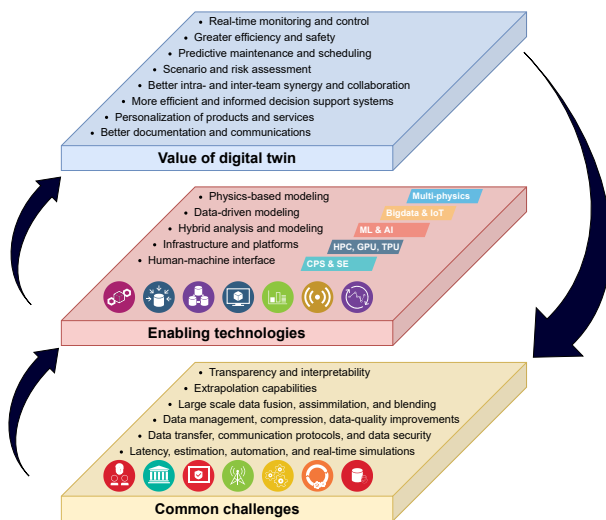 • Real-time monitoring and control
• Greater efficiency and safety
• Predictive maintenance and scheduling
• Scenario and risk assessment
• Better intra- and inter-team synergy and collaboration
• More efficient and informed decision support systems
• Personalization of products and services
• Better documentation and communications
Value of digital twin
• Physics-based modeling
Multi-physics
• Data-driven modeling
Bigdata & IoT
• Hybrid analysis and modeling
ML & AI
• Infrastructure and platforms
HPC, GPU, TPU
• Human-machine interface
CPS & SE
Enabling technologies
• Transparency and interpretability
• Extrapolation capabilities
• Large scale data fusion, assimilation, and blending
• Data management, compression, data-quality improvements
• Data transfer, communication protocols, and data security
• Latency, estimation, automation, and real-time simulations
Common challenges